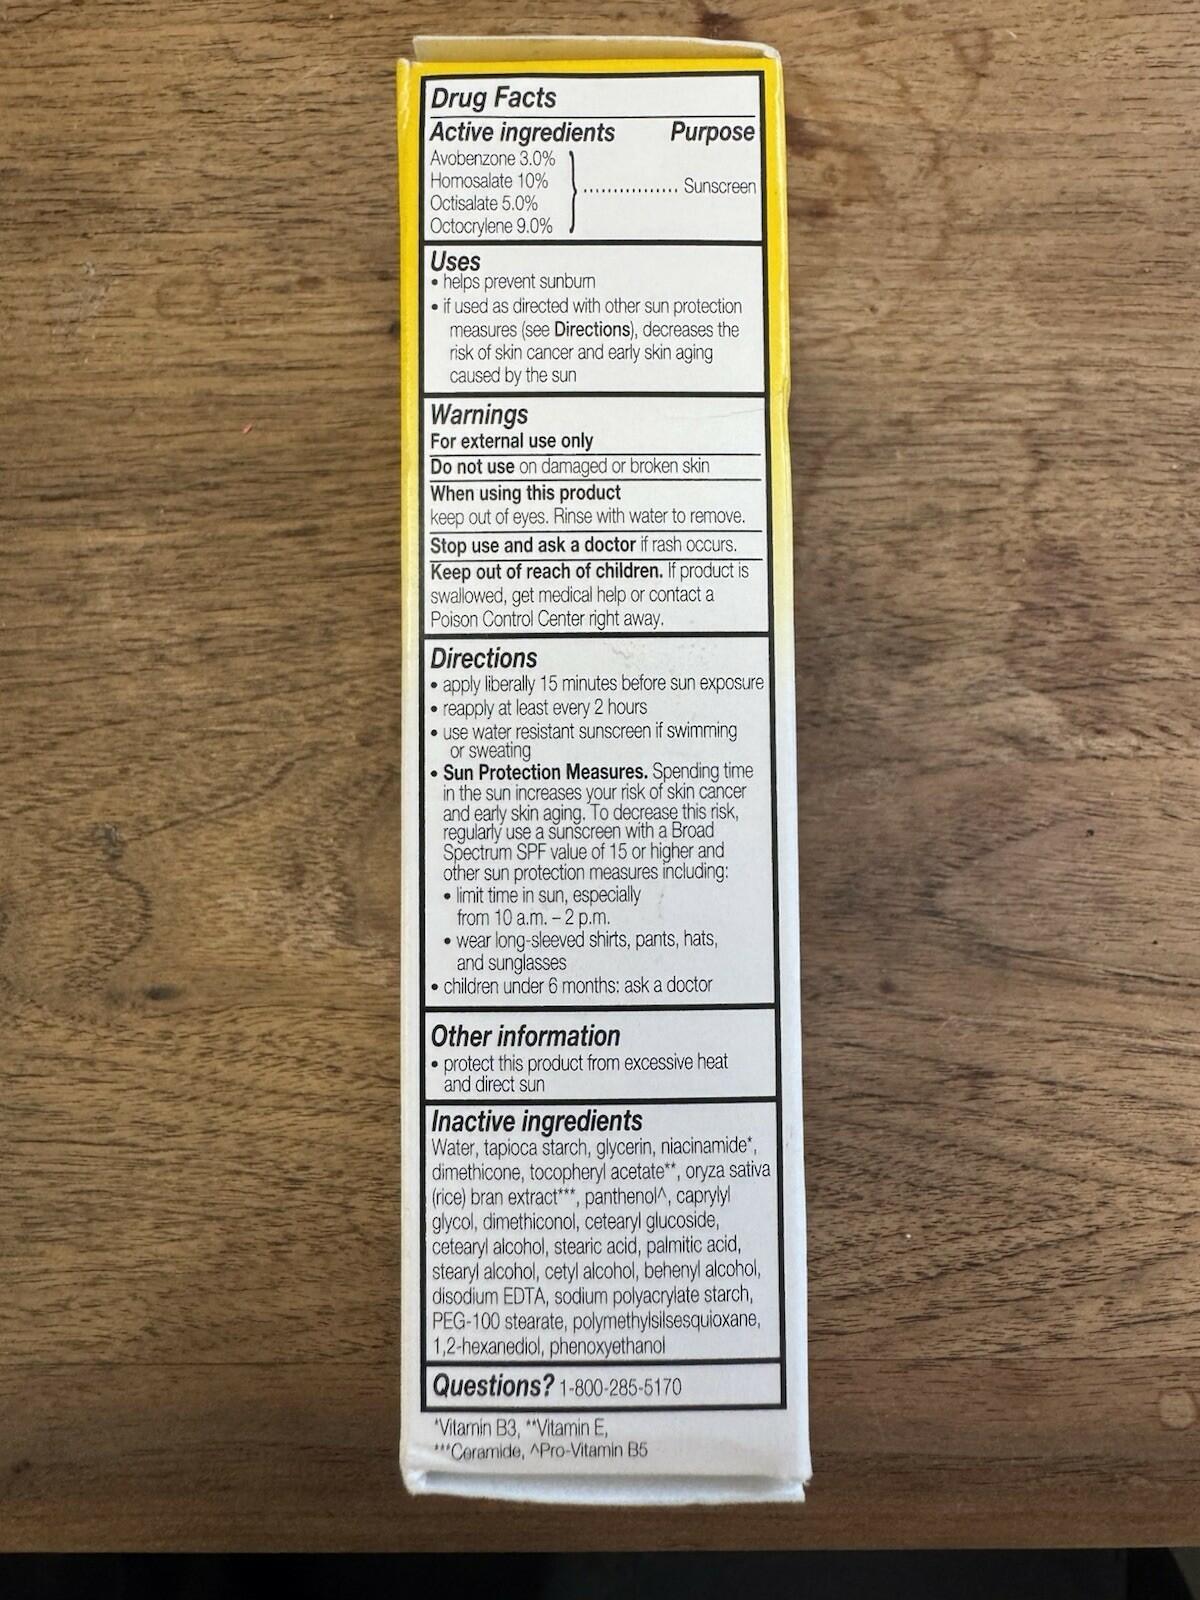 Drug Facts
Active ingredients Purpose
Avobenzone 3.0%
Homosalate 10%
................ Sunscreen
Octisalate 5.0%
Octocrylene 9.0%
Uses
• helps prevent sunburn
• if used as directed with other sun protection
measures (see Directions), decreases the
risk of skin cancer and early skin aging
caused by the sun
Warnings
For external use only
Do not use on damaged or broken skin
When using this product
keep out of eyes. Rinse with water to remove.
Stop use and ask a doctor if rash occurs.
Keep out of reach of children. If product is
swallowed, get medical help or contact a
Poison Control Center right away.
Directions
• apply liberally 15 minutes before sun exposure
• reapply at least every 2 hours
• use water resistant sunscreen if swimming
or sweating
• Sun Protection Measures. Spending time
in the sun increases your risk of skin cancer
and early skin aging. To decrease this risk,
regularly use a sunscreen with a Broad
Spectrum SPF value of 15 or higher and
other sun protection measures including:
• limit time in sun, especially
from 10 a.m. – 2 p.m.
• wear long-sleeved shirts, pants, hats,
and sunglasses
• children under 6 months: ask a doctor
Other information
• protect this product from excessive heat
and direct sun
Inactive ingredients
Water, tapioca starch, glycerin, niacinamide*,
dimethicone, tocopheryl acetate**, oryza sativa
(rice) bran extract***, panthenol^, caprylyl
glycol, dimethiconol, cetearyl glucoside,
cetearyl alcohol, stearic acid, palmitic acid,
stearyl alcohol, cetyl alcohol, behenyl alcohol,
disodium EDTA, sodium polyacrylate starch,
PEG-100 stearate, polymethylsilsesquioxane,
1,2-hexanediol, phenoxyethanol
Questions? 1-800-285-5170
*Vitamin B3, **Vitamin E,
***Ceramide, ^Pro-Vitamin B5